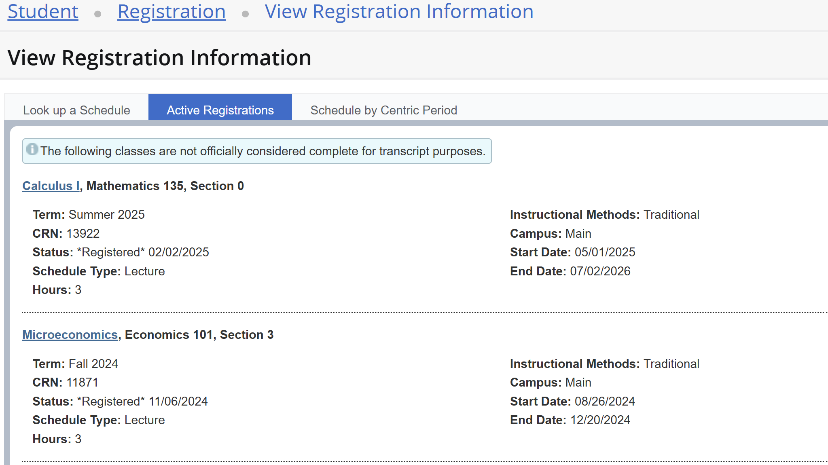 Student • Registration • View Registration Information
View Registration Information
Look up a Schedule Active Registrations Schedule by Centric Period
The following classes are not officially considered complete for transcript purposes.
Calculus I, Mathematics 135, Section 0
Term: Summer 2025 Instructional Methods: Traditional
CRN: 13922 Campus: Main
Status: *Registered* 02/02/2025 Start Date: 05/01/2025
Schedule Type: Lecture End Date: 07/02/2026
Hours: 3
Microeconomics, Economics 101, Section 3
Term: Fall 2024 Instructional Methods: Traditional
CRN: 11871 Campus: Main
Status: *Registered* 11/06/2024 Start Date: 08/26/2024
Schedule Type: Lecture End Date: 12/20/2024
Hours: 3